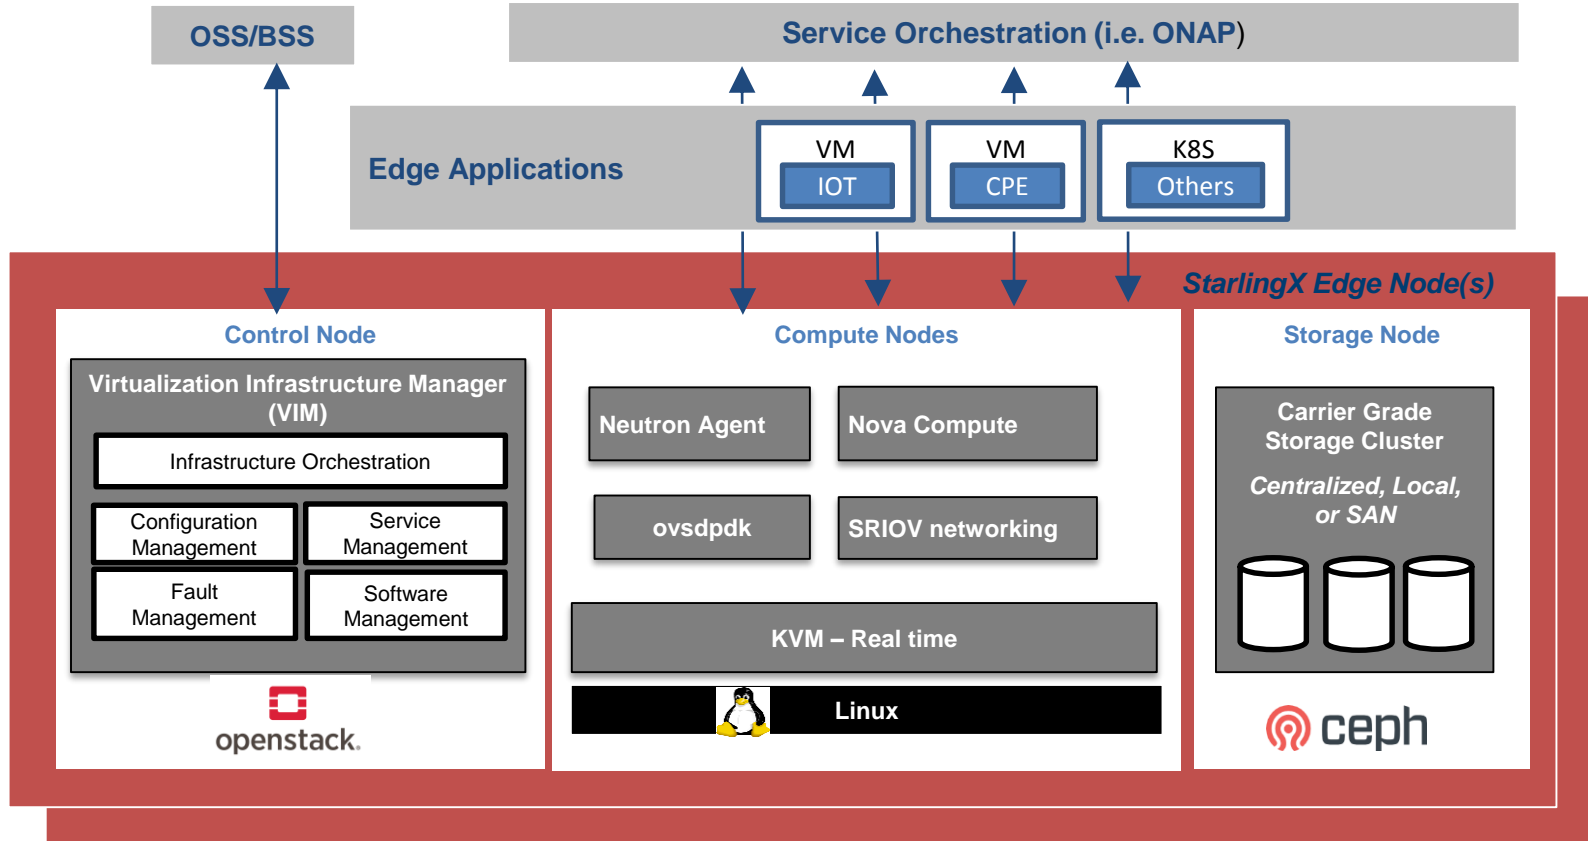 OSS/BSS
Service Orchestration (i.e. ONAP)
Edge Applications
VM
IOT
VM
CPE
K8S
Others
StarlingX Edge Node(s)
Control Node
Virtualization Infrastructure Manager
(VIM)
Infrastructure Orchestration
Configuration
Management
Service
Management
Fault
Management
Software
Management
openstack.
Compute Nodes
Neutron Agent
Nova Compute
ovsdpdk
SRIOV networking
KVM – Real time
Linux
Storage Node
Carrier Grade
Storage Cluster
Centralized, Local,
or SAN
ceph